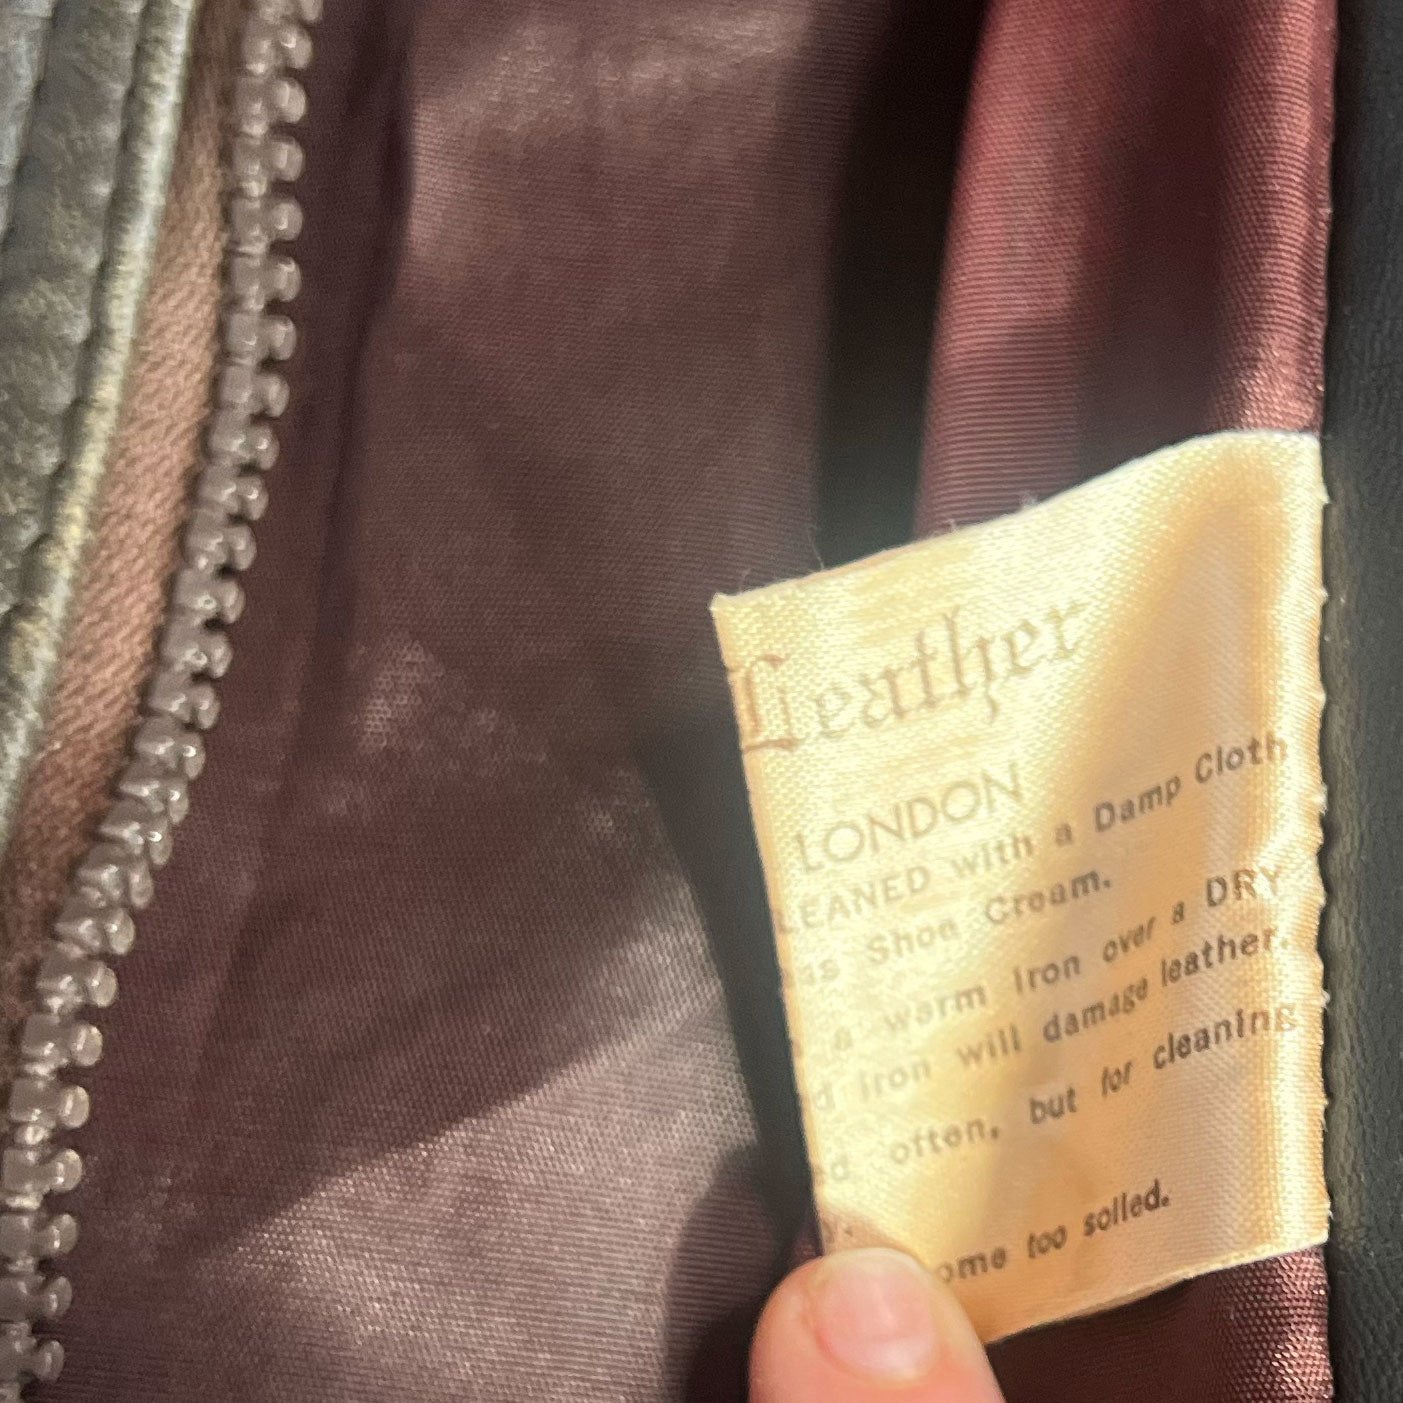 Leather
LONDON
LEANED with a Damp Cloth
as Shoe Cream.
a warm iron over a DRY
d iron will damage leather.
d often, but for cleaning
y.
ome too soiled.